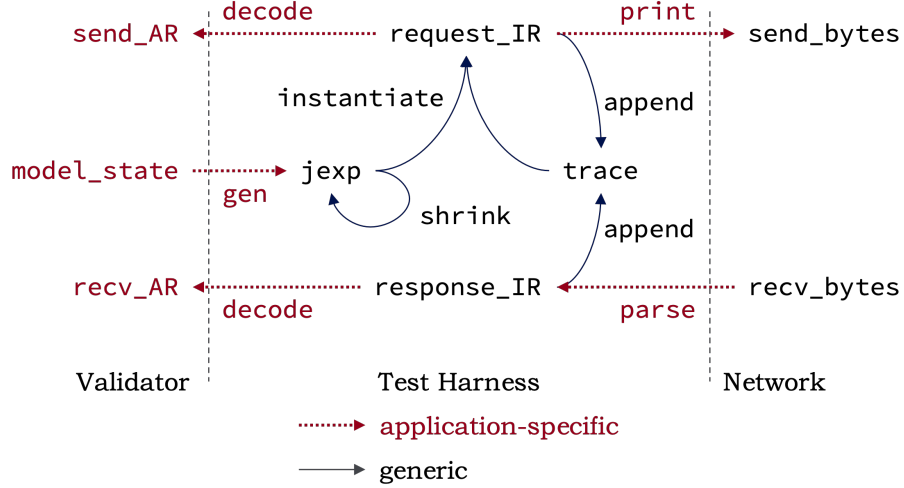 decode print
send_AR request_IR send_bytes
instantiate append
model_state jexp trace
gen
shrink append
recv_AR response_IR recv_bytes
decode parse
Validator Test Harness Network
application-specific
generic